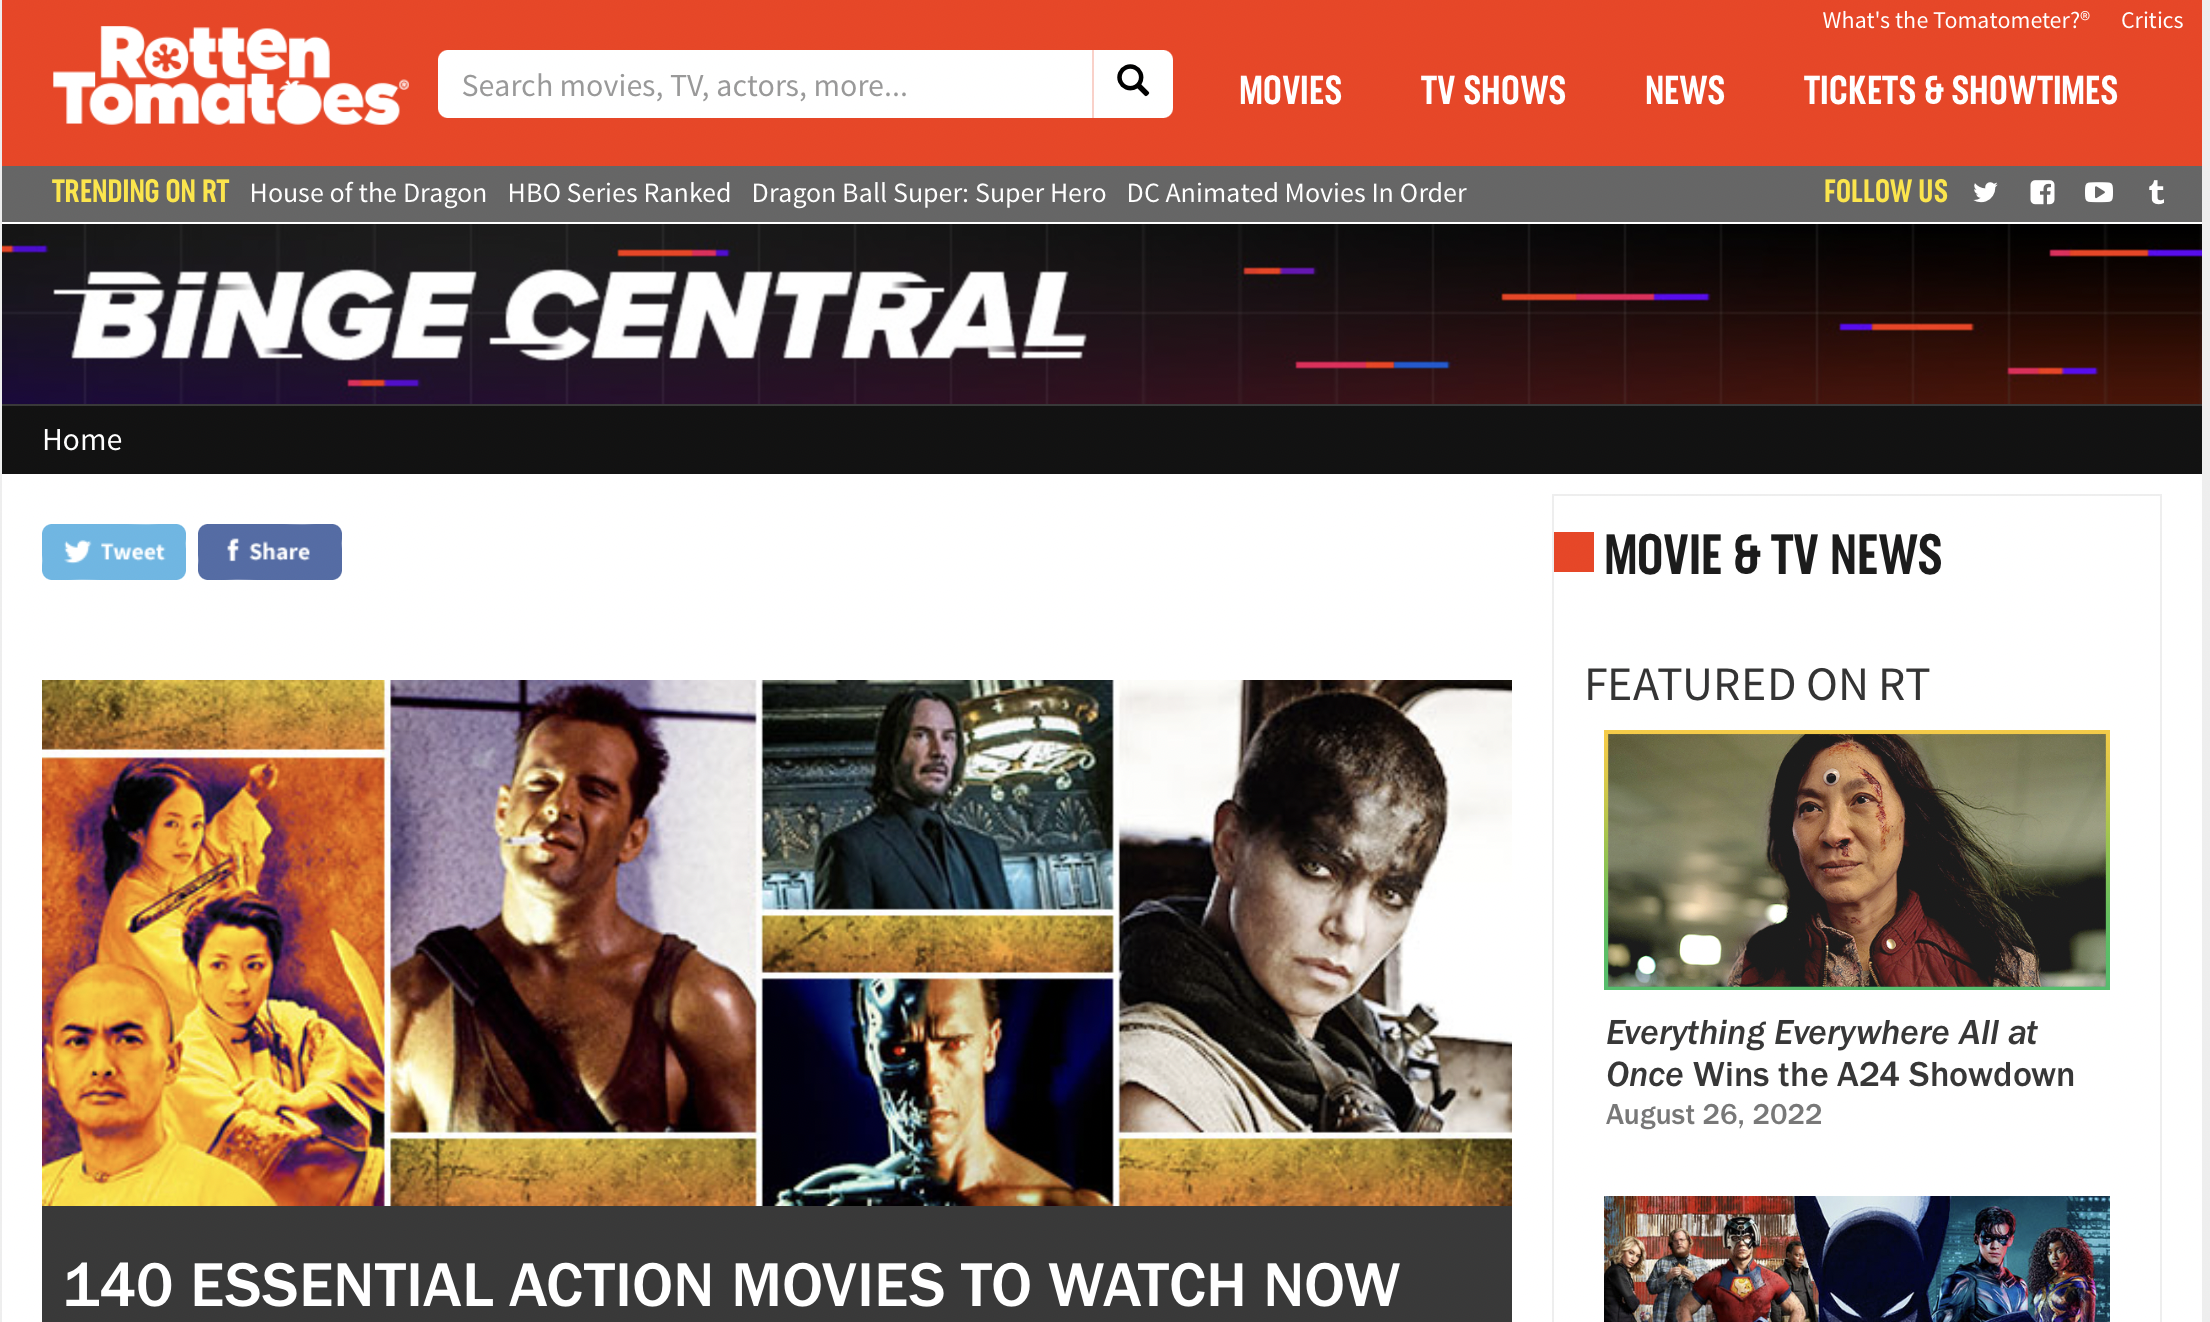 What's the Tomatometer?® Critics
Rotten
Tomatoes®
Search movies, TV, actors, more...
MOVIES TV SHOWS NEWS TICKETS & SHOWTIMES
TRENDING ON RT House of the Dragon HBO Series Ranked Dragon Ball Super: Super Hero DC Animated Movies In Order FOLLOW US
BiNGE CENTRAL
Home
Tweet
Share
140 ESSENTIAL ACTION MOVIES TO WATCH NOW
MOVIE & TV NEWS
FEATURED ON RT
Everything Everywhere All at
Once Wins the A24 Showdown
August 26, 2022